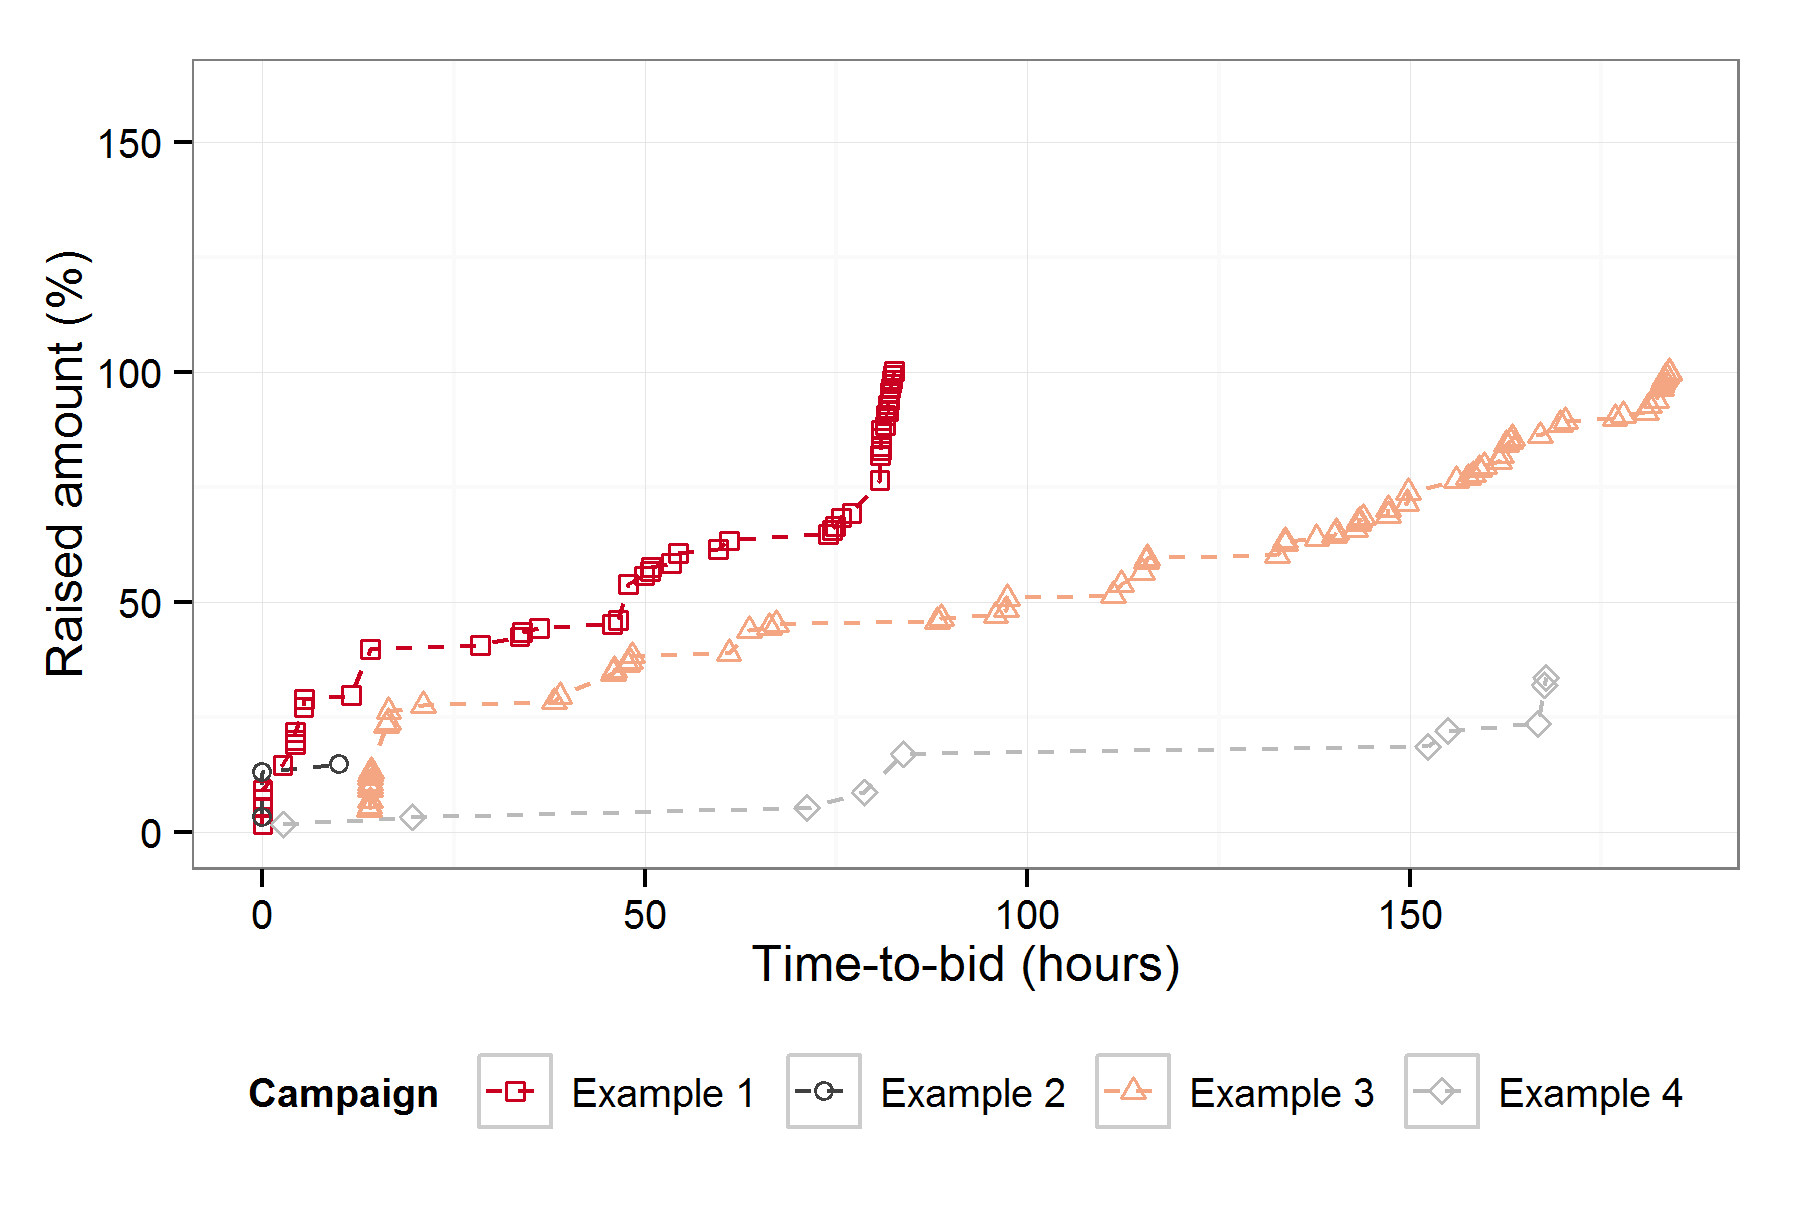 150
100
50
0
Raised amount (%)
0 50 100 150
Time-to-bid (hours)
Campaign Example 1 Example 2 Example 3 Example 4